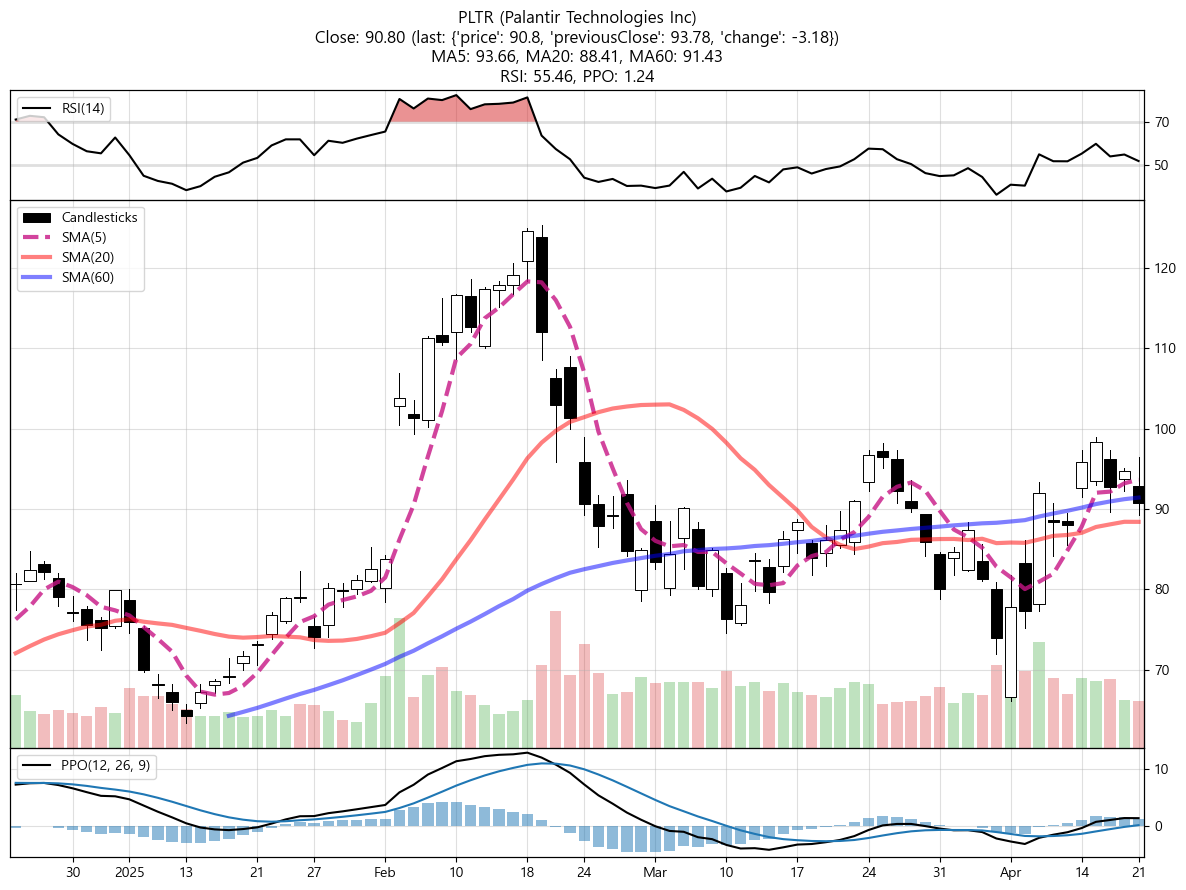 PLTR (Palantir Technologies Inc)
Close: 90.80 (last: {'price': 90.8, 'previousClose': 93.78, 'change': -3.18})
MA5: 93.66, MA20: 88.41, MA60: 91.43
RSI: 55.46, PPO: 1.24
RSI(14)
70
50
Candlesticks
SMA(5)
SMA(20)
SMA(60)
120
110
100
90
80
70
PPO(12, 26, 9)
10
0
30 2025 13 21 27 Feb 10 18 24 Mar 10 17 24 31 Apr 14 21